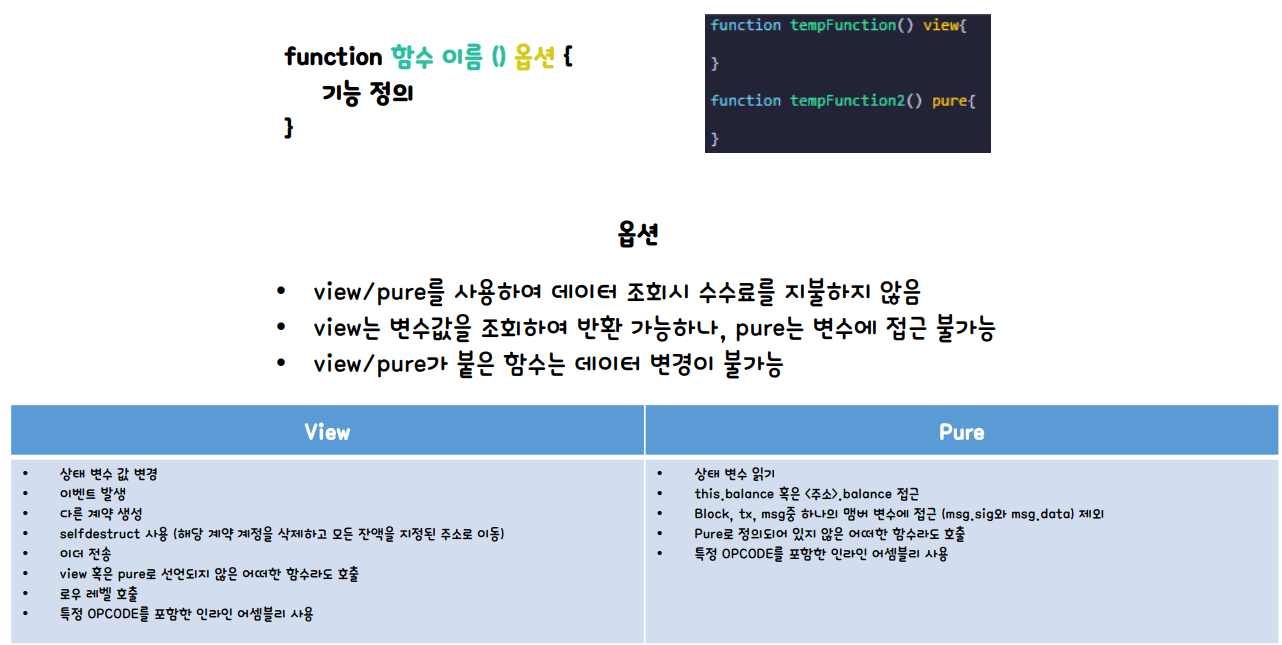 function 함수 이름 () 옵션 {
기능 정의
}
function tempFunction() view{
}
function tempFunction2() pure{
}
옵션
• view/pure를 사용하여 데이터 조회시 수수료를 지불하지 않음
• view는 변수값을 조회하여 반환 가능하나, pure는 변수에 접근 불가능
• view/pure가 붙은 함수는 데이터 변경이 불가능
View
• 상태 변수 값 변경
• 이벤트 발생
• 다른 계약 생성
• selfdestruct 사용 (해당 계약 계정을 삭제하고 모든 잔액을 지정된 주소로 이동)
• 이더 전송
• view 혹은 pure로 선언되지 않은 어떠한 함수라도 호출
• 로우 레벨 호출
• 특정 OPCODE를 포함한 인라인 어셈블리 사용
Pure
• 상태 변수 읽기
• this.balance 혹은 <주소>.balance 접근
• Block, tx, msg중 하나의 맴버 변수에 접근 (msg.sig와 msg.data) 제외
• Pure로 정의되어 있지 않은 어떠한 함수라도 호출
• 특정 OPCODE를 포함한 인라인 어셈블리 사용